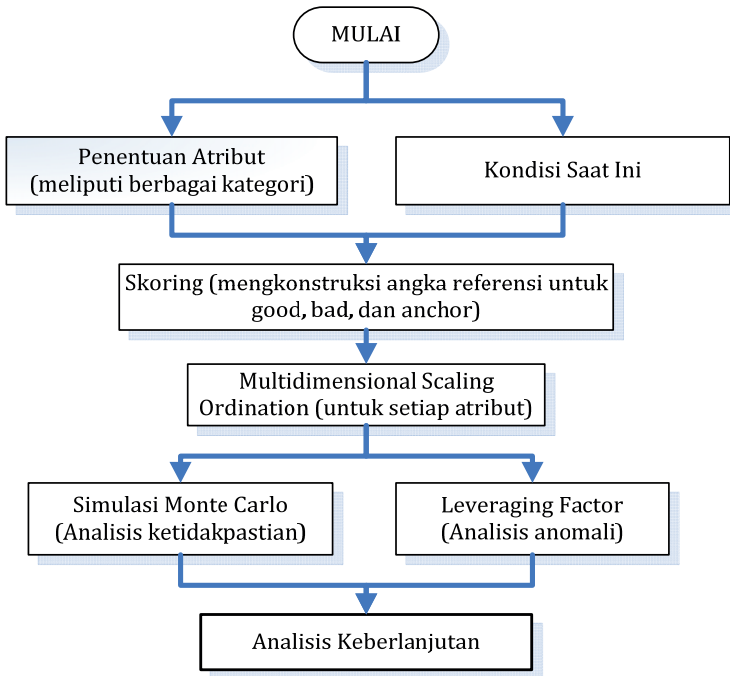 MULAI
Penentuan Atribut
(meliputi berbagai kategori)
Kondisi Saat Ini
Skoring (mengkonstruksi angka referensi untuk
good, bad, dan anchor)
Multidimensional Scaling
Ordination (untuk setiap atribut)
Simulasi Monte Carlo
(Analisis ketidakpastian)
Leveraging Factor
(Analisis anomali)
Analisis Keberlanjutan